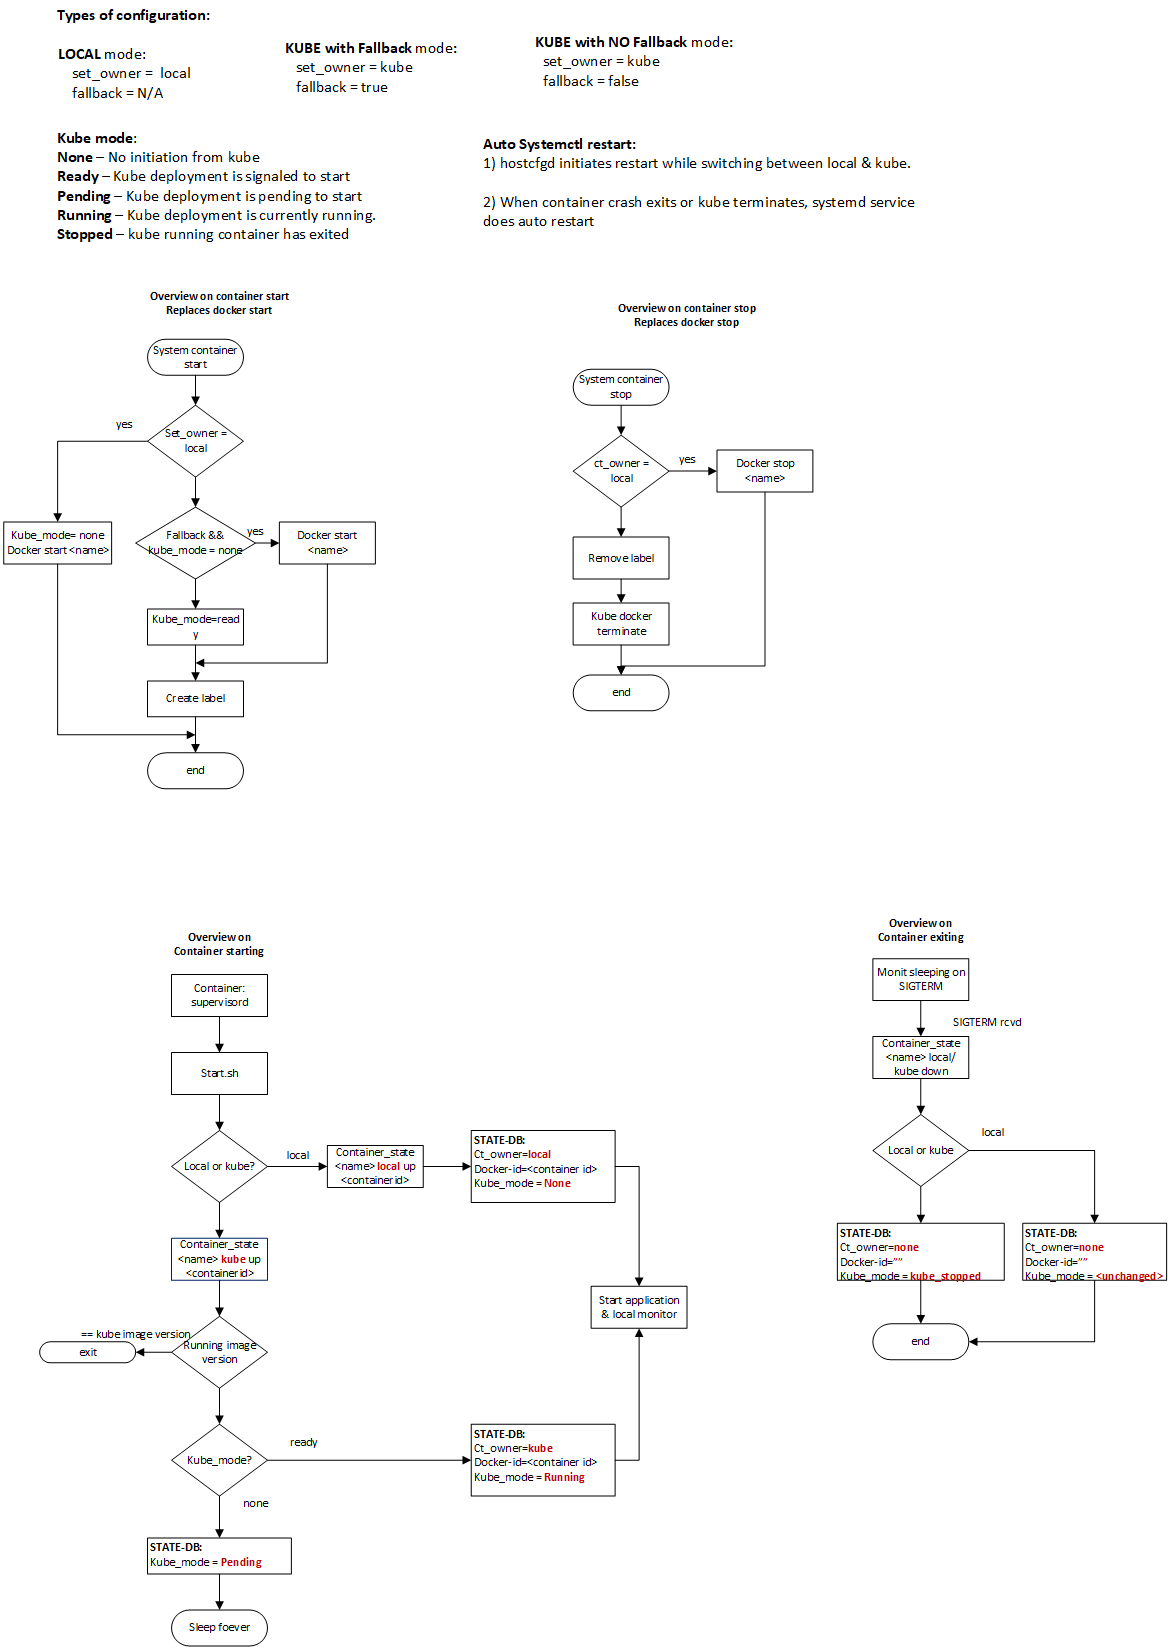 Types of configuration:
LOCAL mode:
set_owner = local
fallback = N/A
KUBE with Fallback mode:
set_owner = kube
fallback = true
KUBE with NO Fallback mode:
set_owner = kube
fallback = false
Kube mode:
None – No initiation from kube
Ready – Kube deployment is signaled to start
Pending – Kube deployment is pending to start
Running – Kube deployment is currently running.
Stopped – kube running container has exited
Auto Systemctl restart:
1) hostcfgd initiates restart while switching between local & kube.
2) When container crash exits or kube terminates, systemd service
does auto restart
Overview on container start
Replaces docker start
System container
start
yes
Set_owner =
local
Kube_mode= none
Docker start <name>
Fallback &&
kube_mode = none
yes
Docker start
<name>
Kube_mode=read
y
Create label
end
Overview on container stop
Replaces docker stop
System container
stop
ct_owner =
local
yes
Docker stop
<name>
Remove label
Kube docker
terminate
end
Overview on
Container starting
Container:
supervisord
Start.sh
Local or kube?
local
Container_state
<name> local up
<containerid>
STATE-DB:
Ct_owner=local
Docker-id=<container id>
Kube_mode = None
Container_state
<name> kube up
<containerid>
Start application
& local monitor
== kube image version
Running image
version
exit
Kube_mode?
ready
STATE-DB:
Ct_owner=kube
Docker-id=<container id>
Kube_mode = Running
none
STATE-DB:
Kube_mode = Pending
Sleep foever
Overview on
Container exiting
Monit sleeping on
SIGTERM
SIGTERM rcvd
Container_state
<name> local/
kube down
Local or kube
local
STATE-DB:
Ct_owner=none
Docker-id=””
Kube_mode = kube_stopped
STATE-DB:
Ct_owner=none
Docker-id=””
Kube_mode = <unchanged>
end